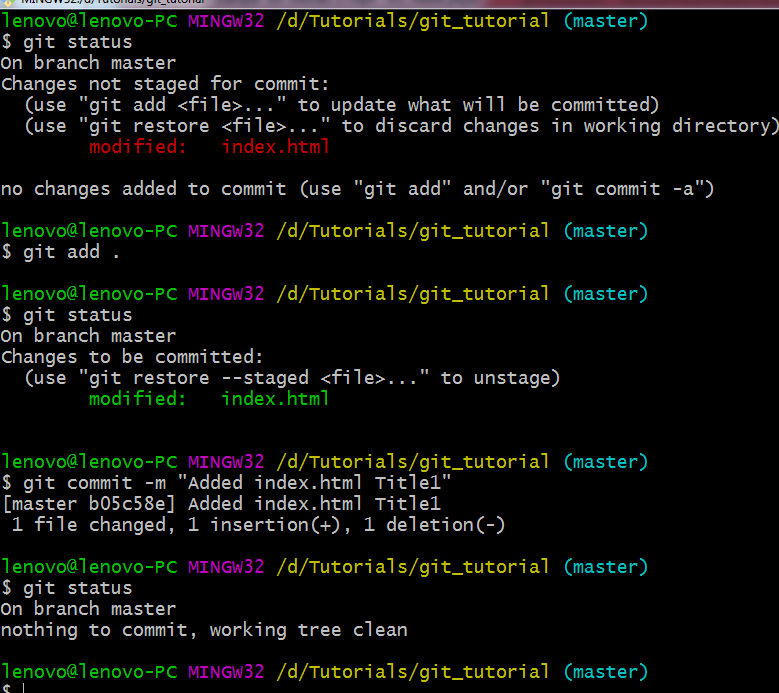 MINGW32:/d/Tutorials/git_tutorial
lenovo@lenovo-PC MINGW32 /d/Tutorials/git_tutorial (master)
$ git status
On branch master
Changes not staged for commit:
  (use "git add <file>..." to update what will be committed)
  (use "git restore <file>..." to discard changes in working directory)
        modified:   index.html

no changes added to commit (use "git add" and/or "git commit -a")

lenovo@lenovo-PC MINGW32 /d/Tutorials/git_tutorial (master)
$ git add .

lenovo@lenovo-PC MINGW32 /d/Tutorials/git_tutorial (master)
$ git status
On branch master
Changes to be committed:
  (use "git restore --staged <file>..." to unstage)
        modified:   index.html

lenovo@lenovo-PC MINGW32 /d/Tutorials/git_tutorial (master)
$ git commit -m "Added index.html Title1"
[master b05c58e] Added index.html Title1
 1 file changed, 1 insertion(+), 1 deletion(-)

lenovo@lenovo-PC MINGW32 /d/Tutorials/git_tutorial (master)
$ git status
On branch master
nothing to commit, working tree clean

lenovo@lenovo-PC MINGW32 /d/Tutorials/git_tutorial (master)
$